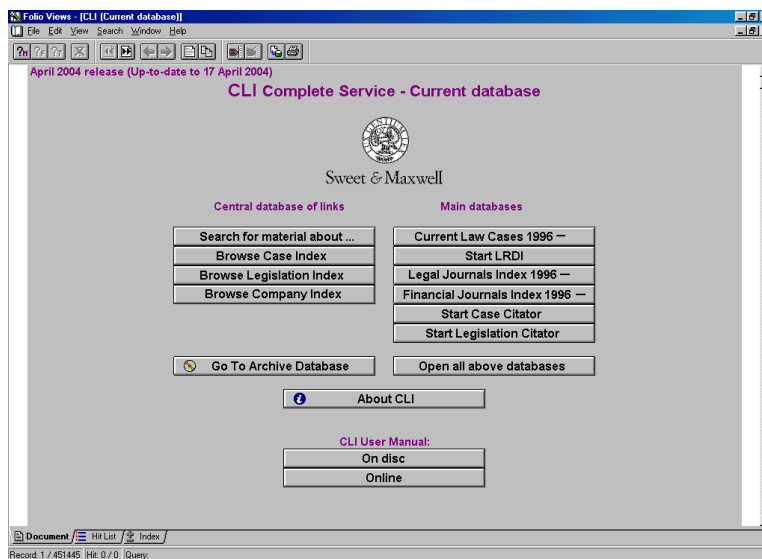 Folio Views - [CLI (Current database)]
File Edit View Search Window Help
April 2004 release (Up-to-date to 17 April 2004)
CLI Complete Service - Current database
Sweet & Maxwell
Central database of links
Search for material about ...
Browse Case Index
Browse Legislation Index
Browse Company Index
Main databases
Current Law Cases 1996 –
Start LRDI
Legal Journals Index 1996 –
Financial Journals Index 1996 –
Start Case Citator
Start Legislation Citator
Go To Archive Database
Open all above databases
About CLI
CLI User Manual:
On disc
Online
Document Hit List Index
Record: 1 / 451445 Hit: 0 / 0 Query: